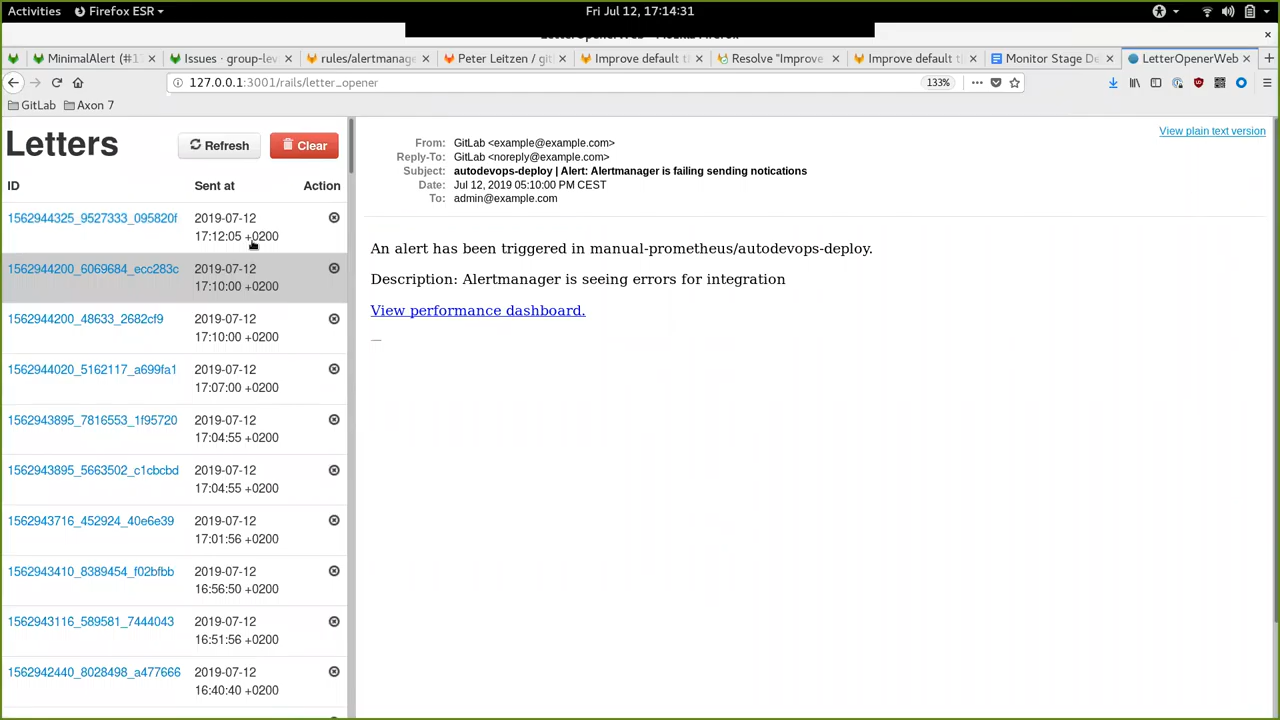 Activities Firefox ESR Fri Jul 12, 17:14:31
MinimalAlert (#1 Issues · group-lev rules/alertmanage Peter Leitzen / git Improve default t Resolve "Improve Improve default t Monitor Stage De LetterOpenerWeb
127.0.0.1:3001/rails/letter_opener 133%
GitLab Axon 7
Letters Refresh Clear
ID Sent at Action
1562944325_9527333_095820f 2019-07-12
17:12:05 +0200
1562944200_6069684_ecc283c 2019-07-12
17:10:00 +0200
1562944200_48633_2682cf9 2019-07-12
17:10:00 +0200
1562944020_5162117_a699fa1 2019-07-12
17:07:00 +0200
1562943895_7816553_1f95720 2019-07-12
17:04:55 +0200
1562943895_5663502_c1cbcbd 2019-07-12
17:04:55 +0200
1562943716_452924_40e6e39 2019-07-12
17:01:56 +0200
1562943410_8389454_f02bfbb 2019-07-12
16:56:50 +0200
1562943116_589581_7444043 2019-07-12
16:51:56 +0200
1562942440_8028498_a477666 2019-07-12
16:40:40 +0200
View plain text version
From: GitLab <example@example.com>
Reply-To: GitLab <noreply@example.com>
Subject: autodevops-deploy | Alert: Alertmanager is failing sending notications
Date: Jul 12, 2019 05:10:00 PM CEST
To: admin@example.com
An alert has been triggered in manual-prometheus/autodevops-deploy.
Description: Alertmanager is seeing errors for integration
View performance dashboard.
—